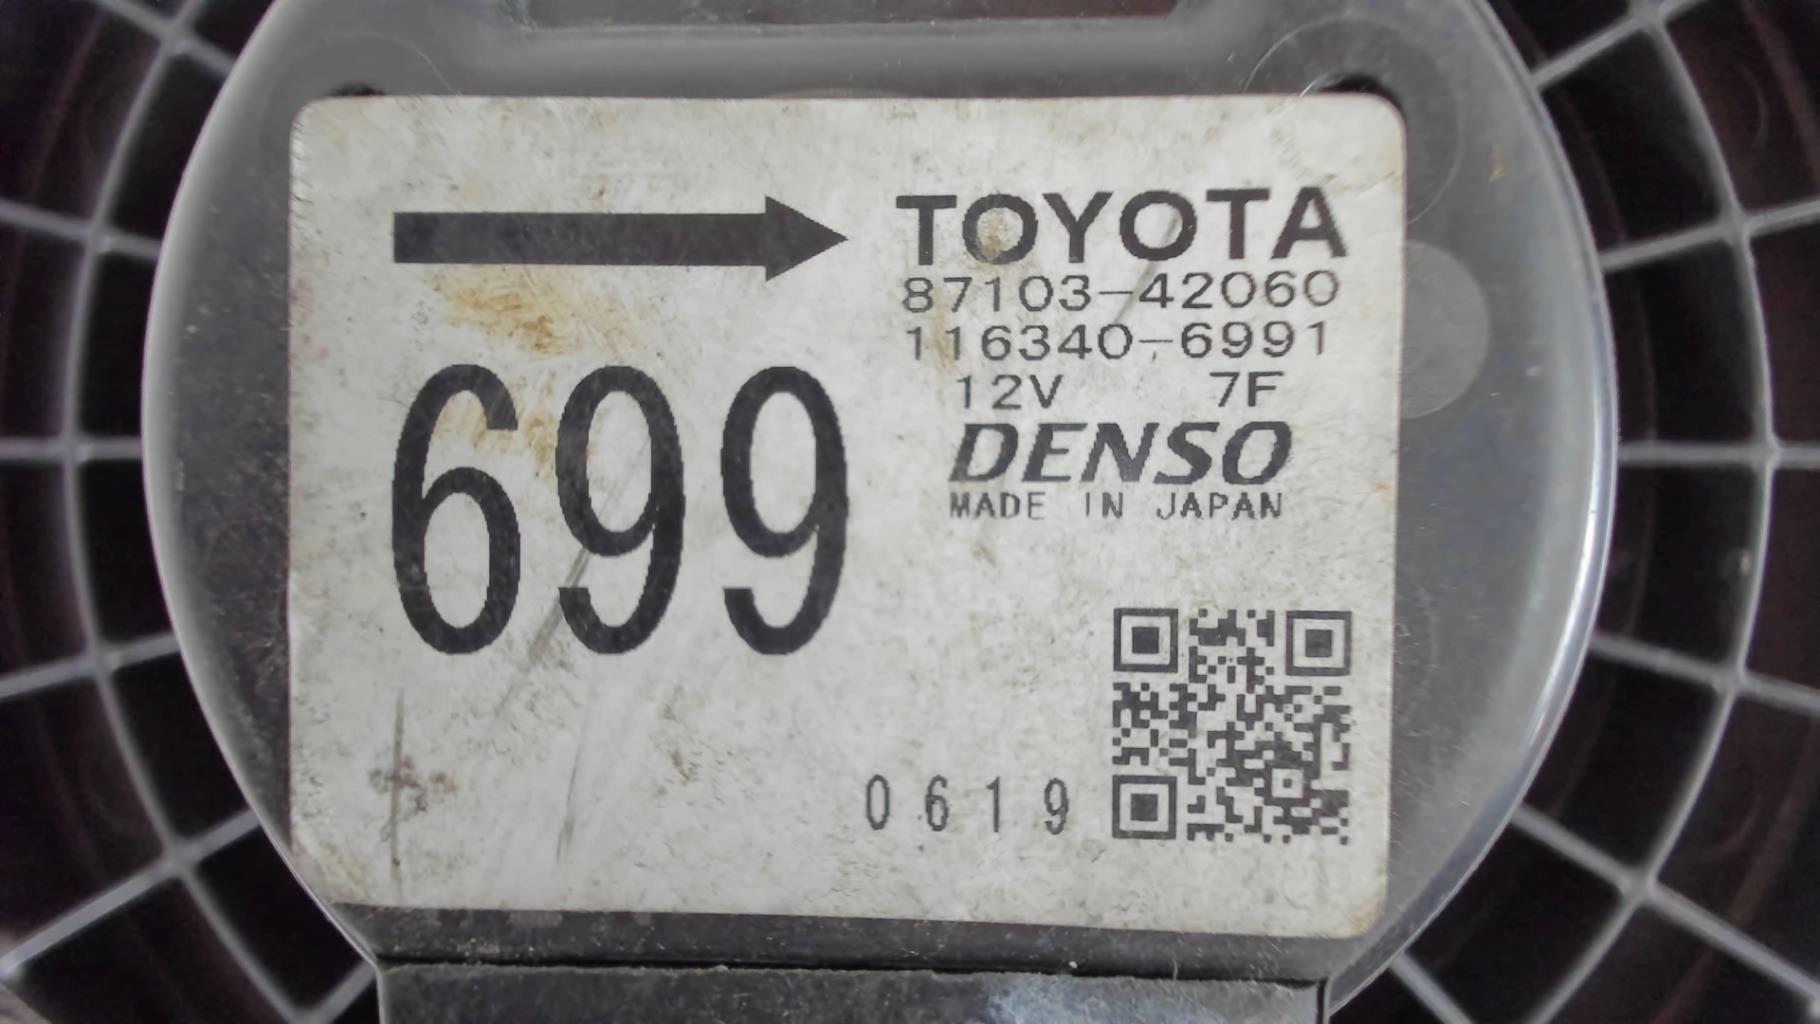 TOYOTA
87103-42060
116340-6991
12V 7F
DENSO
MADE IN JAPAN
699
0619